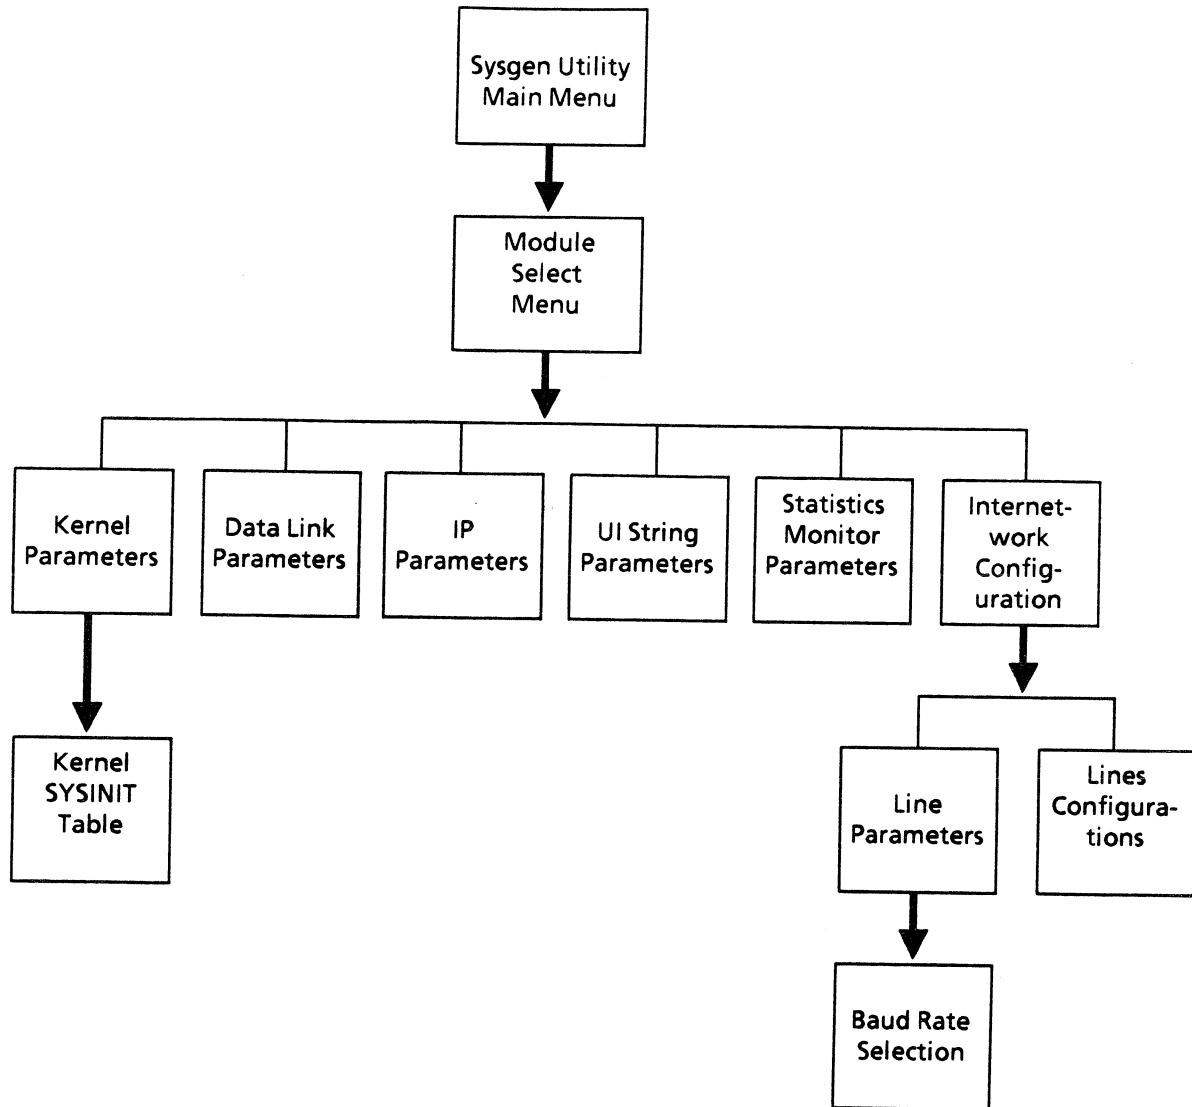 Sysgen Utility
Main Menu
Module
Select
Menu
Kernel
Parameters
Data Link
Parameters
IP
Parameters
UI String
Parameters
Statistics
Monitor
Parameters
Internet-
work
Config-
uration
Kernel
SYSINIT
Table
Line
Parameters
Lines
Configura-
tions
Baud Rate
Selection